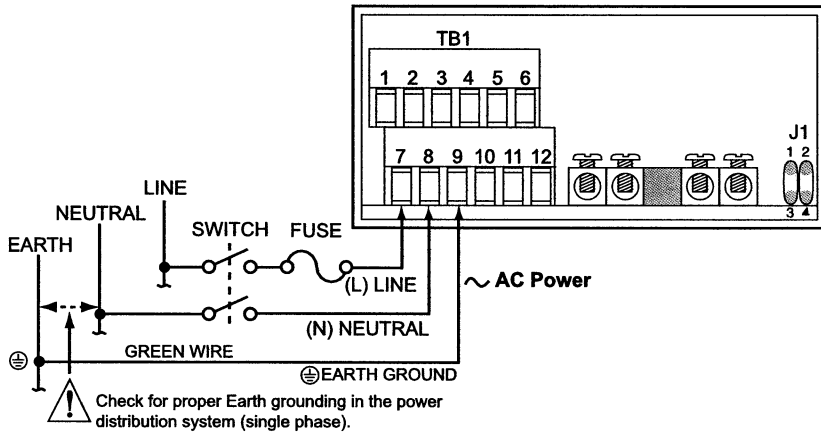 TB1
1 2 3 4 5 6
7 8 9 10 11 12
J1
1 2
3
LINE
NEUTRAL
EARTH
SWITCH
FUSE
(L) LINE
~ AC Power
(N) NEUTRAL
GREEN WIRE
EARTH GROUND
! Check for proper Earth grounding in the power
distribution system (single phase).